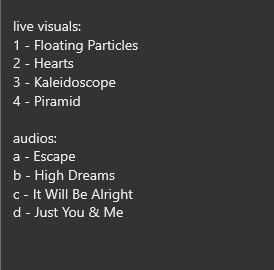 live visuals:
1 - Floating Particles
2 - Hearts
3 - Kaleidoscope
4 - Piramid
audios:
a - Escape
b - High Dreams
c - It Will Be Alright
d - Just You & Me